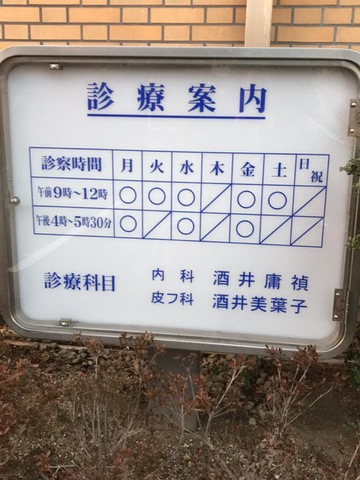 診療案内
診察時間 月 火 水 木 金 土 日祝
午前9時～12時 ○ ○ ○ ／ ○ ○ ／
午後4時～5時30分 ○ ／ ○ ／ ○ ／ ／
診療科目 内科 酒井庸禎
皮フ科 酒井美葉子